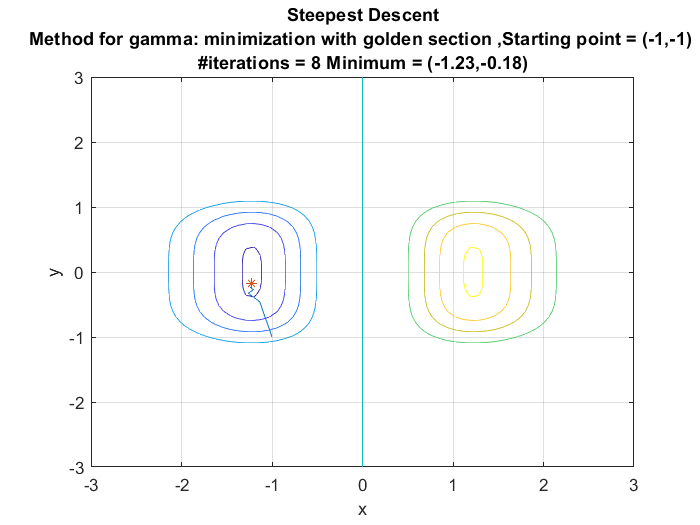 Steepest Descent
Method for gamma: minimization with golden section ,Starting point = (-1,-1)
#iterations = 8 Minimum = (-1.23,-0.18)
3
2
1
0
-1
-2
-3
y
-3 -2 -1 0 1 2 3
x